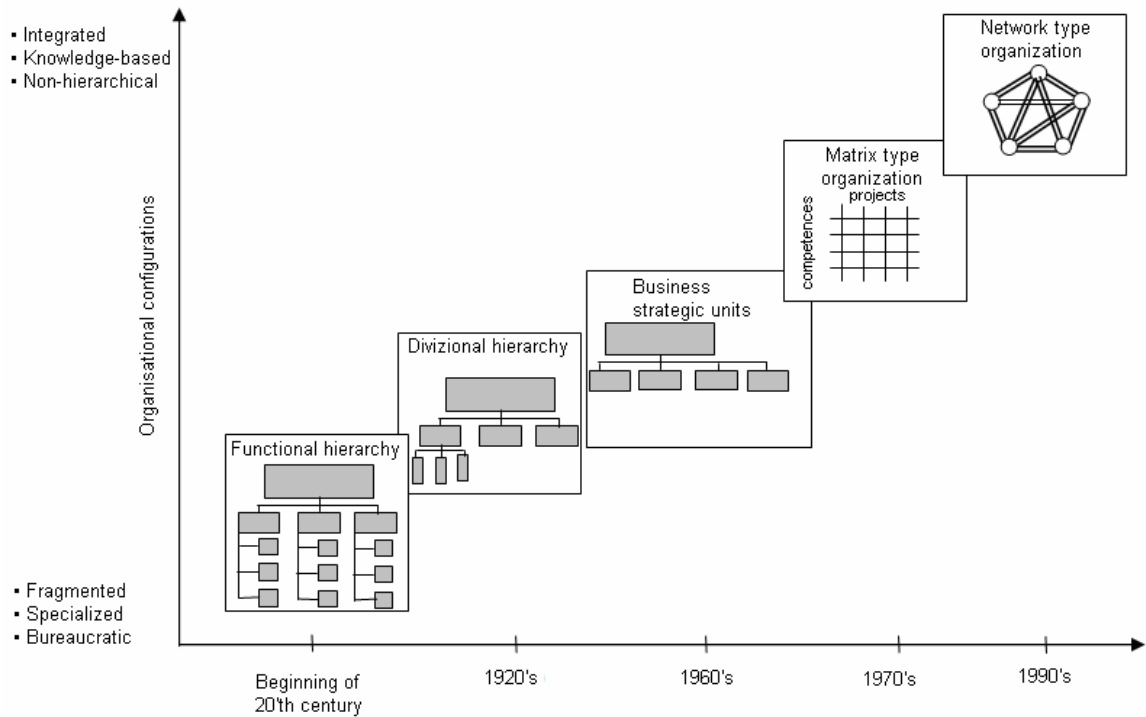 ▪ Integrated
▪ Knowledge-based
▪ Non-hierarchical
Network type
organization
Matrix type
organization
projects
competences
Organisational configurations
Business
strategic units
Divizional hierarchy
Functional hierarchy
▪ Fragmented
▪ Specialized
▪ Bureaucratic
Beginning of
20'th century
1920's
1960's
1970's
1990's